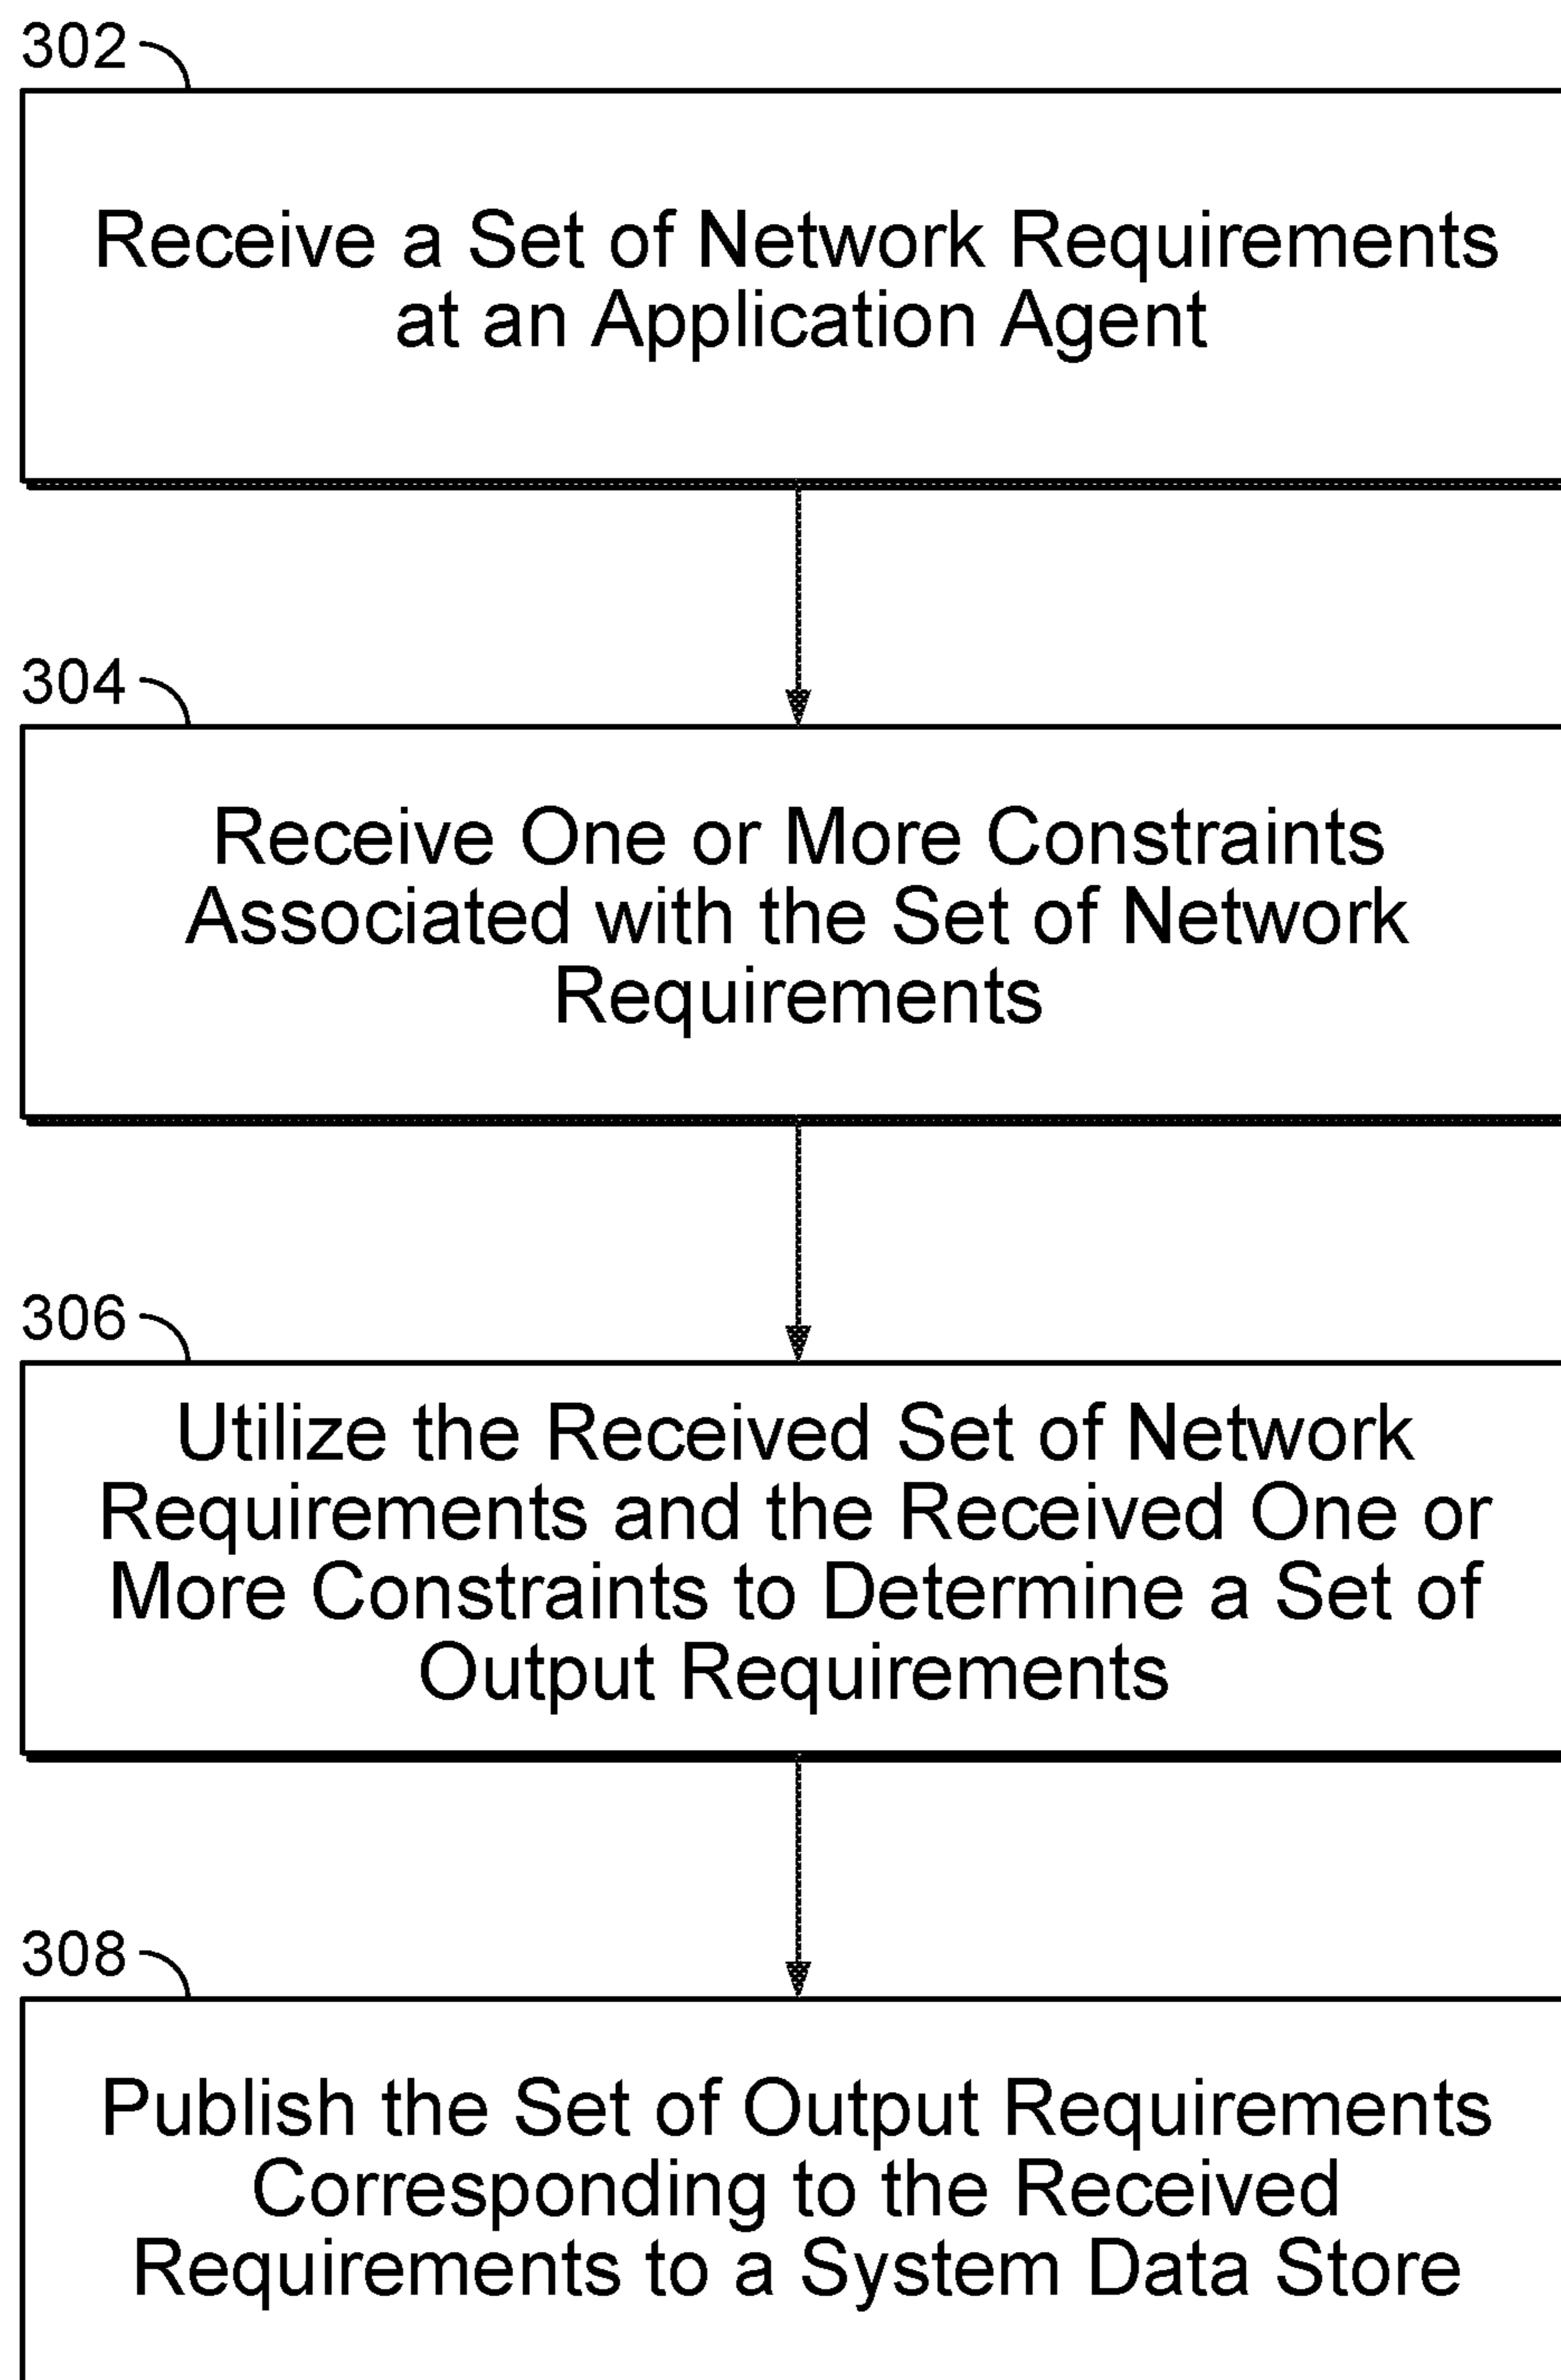 302
Receive a Set of Network Requirements
at an Application Agent
304
Receive One or More Constraints
Associated with the Set of Network
Requirements
306
Utilize the Received Set of Network
Requirements and the Received One or
More Constraints to Determine a Set of
Output Requirements
308
Publish the Set of Output Requirements
Corresponding to the Received
Requirements to a System Data Store